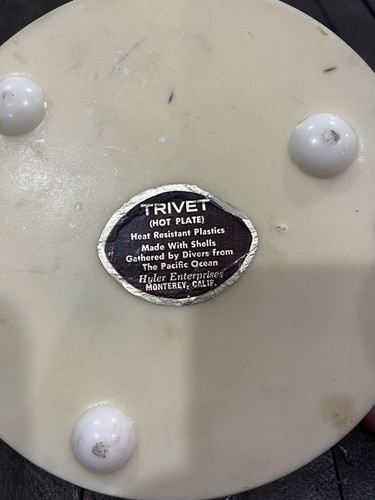 TRIVET
(HOT PLATE)
Heat Resistant Plastics
Made With Shells
Gathered by Divers from
The Pacific Ocean
Hyler Enterprises
MONTEREY, CALIF.